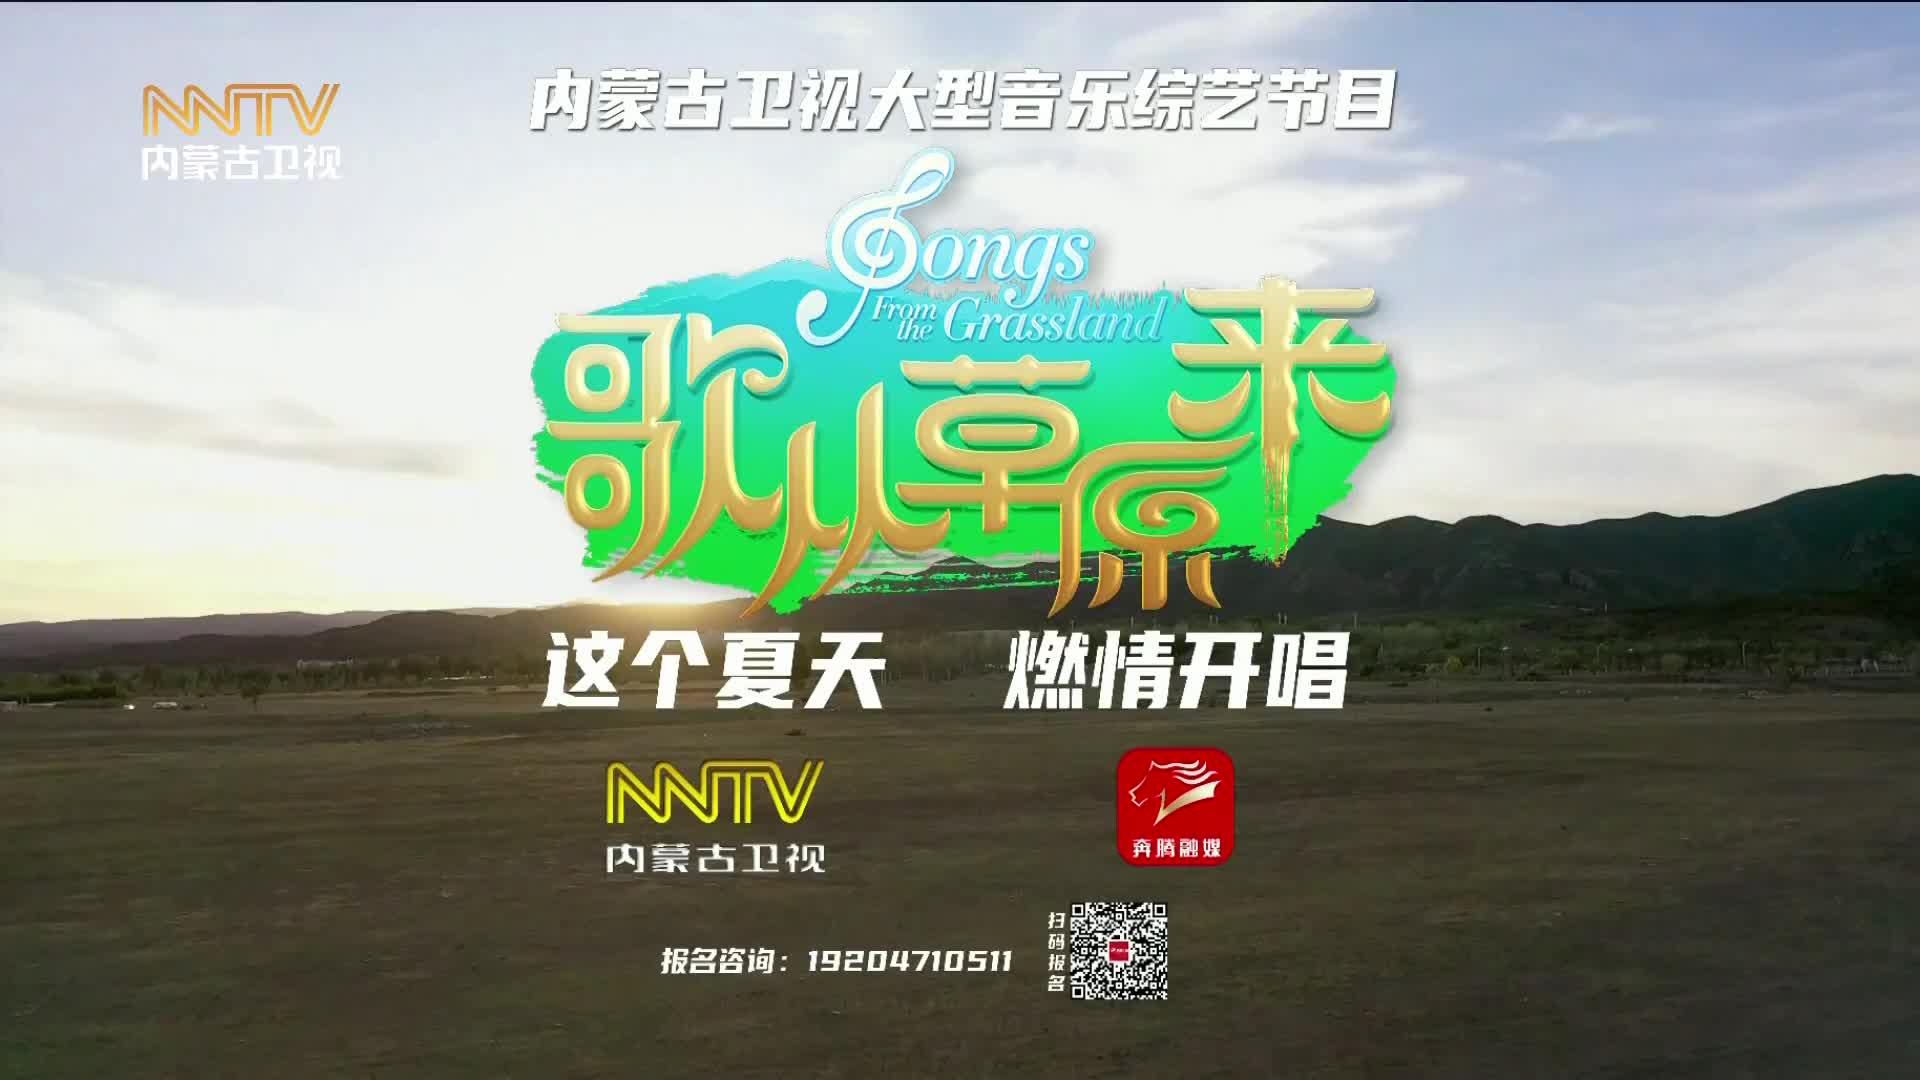 内蒙古卫视大型音乐综艺节目
NNTV
内蒙古卫视
Songs
From the Grassland
歌从草原来
这个夏天 燃情开唱
NNTV
内蒙古卫视
奔腾融媒
报名咨询：19204710511
扫码报名